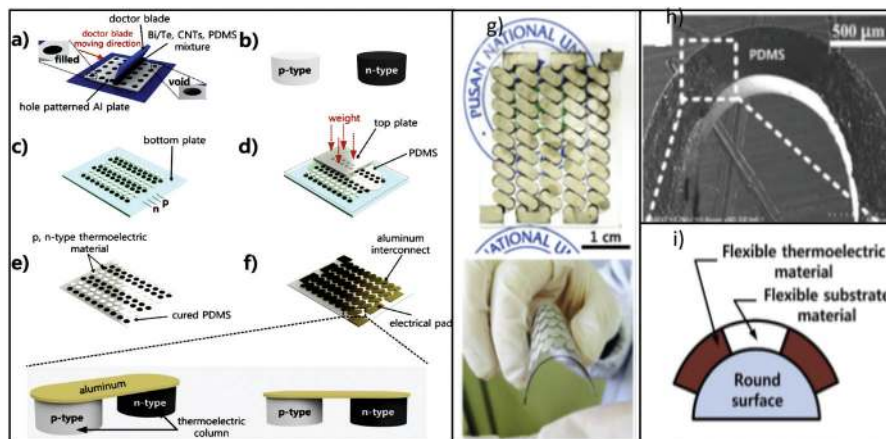 a)
doctor blade
doctor blade
moving direction
Bi/Te, CNTs, PDMS
mixture
filled
void
hole patterned Al plate
b)
p-type
n-type
c)
bottom plate
p
n
d)
weight
top plate
PDMS
e)
p, n-type thermoelectric
material
cured PDMS
f)
aluminum
interconnect
electrical pad
aluminum
p-type
n-type
thermoelectric
column
p-type
n-type
g)
PUSAN NATIONAL UN
1 cm
NATIONAL UN
h)
500 μm
PDMS
i)
Flexible thermoelectric
material
Flexible substrate
material
Round
surface